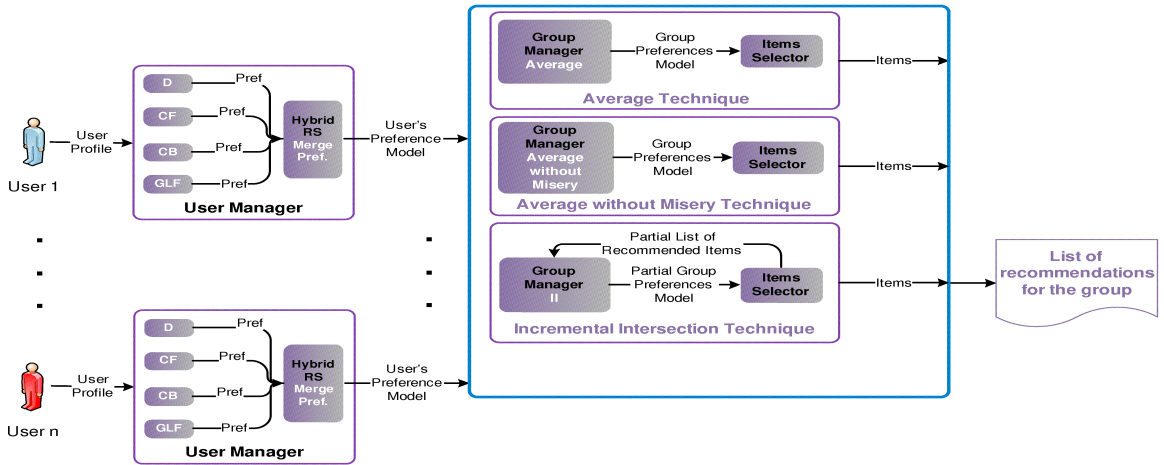 User 1
User
Profile
D
CF
CB
GLF
Pref
Pref
Pref
Pref
Hybrid
RS
Merge
Pref.
User Manager
User's
Preference
Model
User n
User
Profile
D
CF
CB
GLF
Pref
Pref
Pref
Pref
Hybrid
RS
Merge
Pref.
User Manager
User's
Preference
Model
Group
Manager
Average
Group
Preferences
Model
Items
Selector
Average Technique
Items
Group
Manager
Average
without
Misery
Group
Preferences
Model
Items
Selector
Average without Misery Technique
Items
Partial List of
Recommended Items
Group
Manager
II
Partial Group
Preferences
Model
Items
Selector
Incremental Intersection Technique
Items
List of
recommendations
for the group